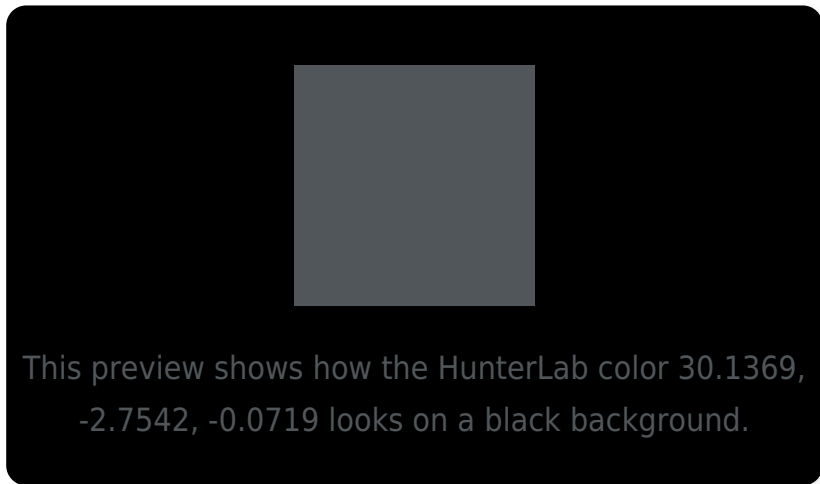 This preview shows how the HunterLab color 30.1369,
-2.7542, -0.0719 looks on a black background.